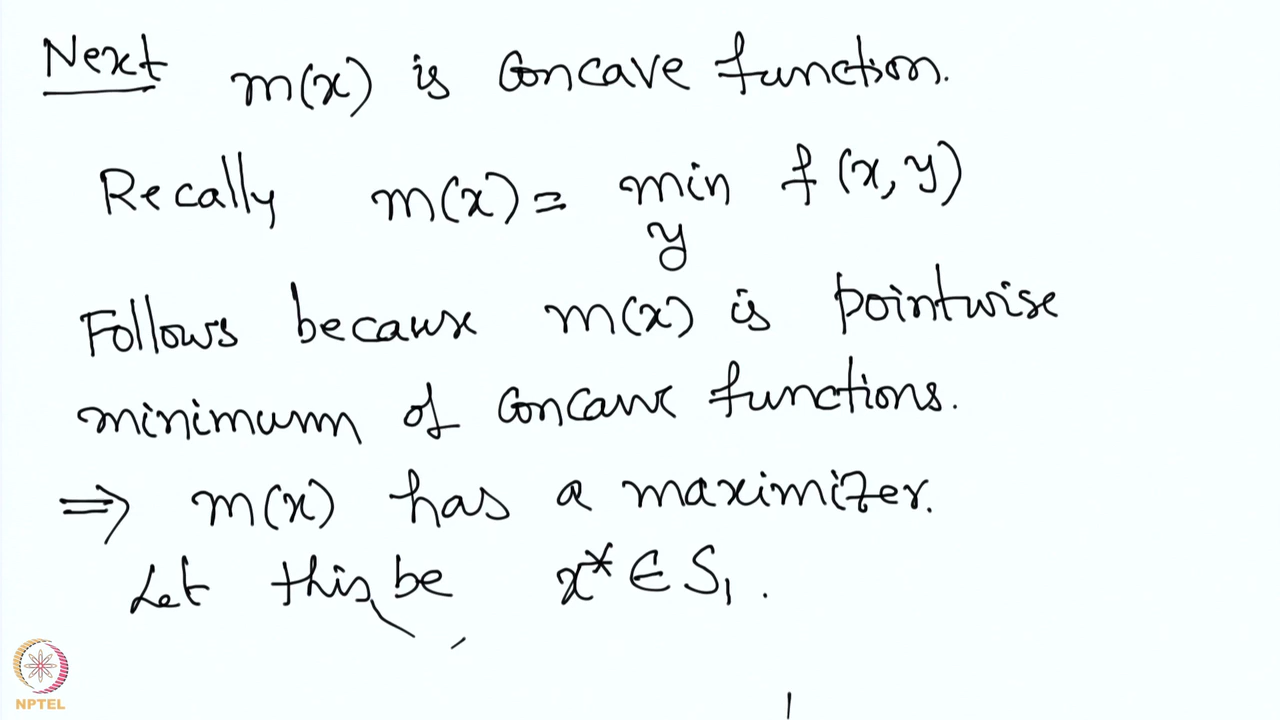 Next m(x) is Concave function.
Recally m(x) = min f(x, y)
y
Follows because m(x) is pointwise
minimum of concave functions.
⇒ m(x) has a maximizer.
Let this be x* ∈ S₁.
NPTEL